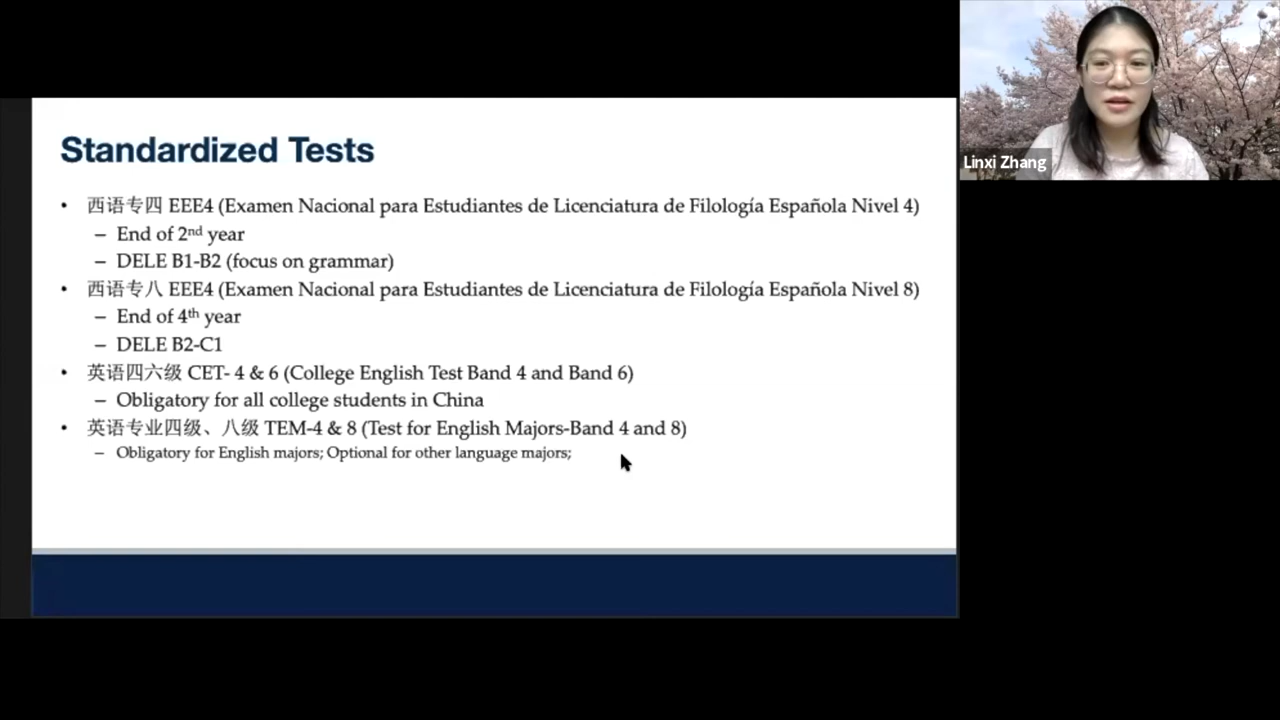 Standardized Tests
• 西语专四 EEE4 (Examen Nacional para Estudiantes de Licenciatura de Filología Española Nivel 4)
– End of 2nd year
– DELE B1-B2 (focus on grammar)
• 西语专八 EEE4 (Examen Nacional para Estudiantes de Licenciatura de Filología Española Nivel 8)
– End of 4th year
– DELE B2-C1
• 英语四六级 CET- 4 & 6 (College English Test Band 4 and Band 6)
– Obligatory for all college students in China
• 英语专业四级、八级 TEM-4 & 8 (Test for English Majors-Band 4 and 8)
– Obligatory for English majors; Optional for other language majors;
Linxi Zhang